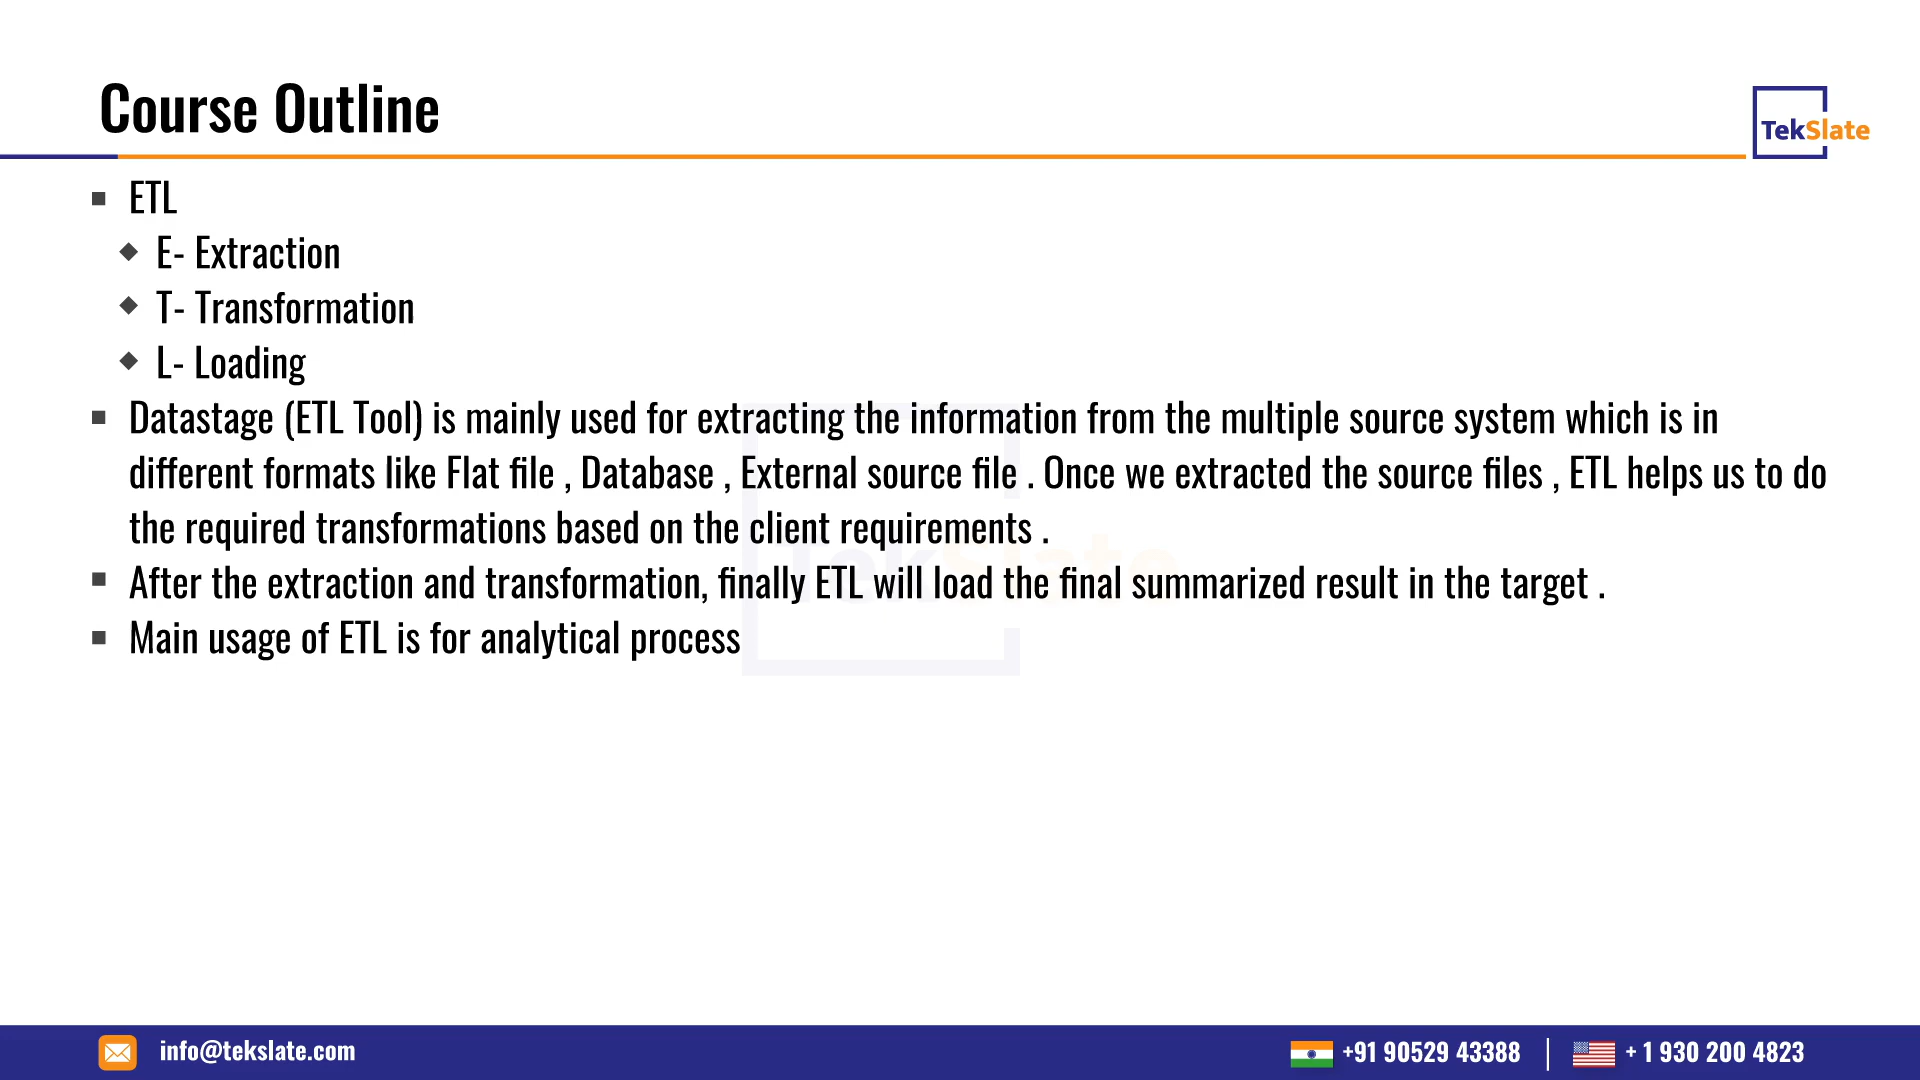 Course Outline
TekSlate
ETL
E- Extraction
T- Transformation
L- Loading
Datastage (ETL Tool) is mainly used for extracting the information from the multiple source system which is in
different formats like Flat file , Database , External source file . Once we extracted the source files , ETL helps us to do
the required transformations based on the client requirements .
TekSlate
After the extraction and transformation, finally ETL will load the final summarized result in the target .
Main usage of ETL is for analytical process
info@tekslate.com
+91 90529 43388
+ 1 930 200 4823